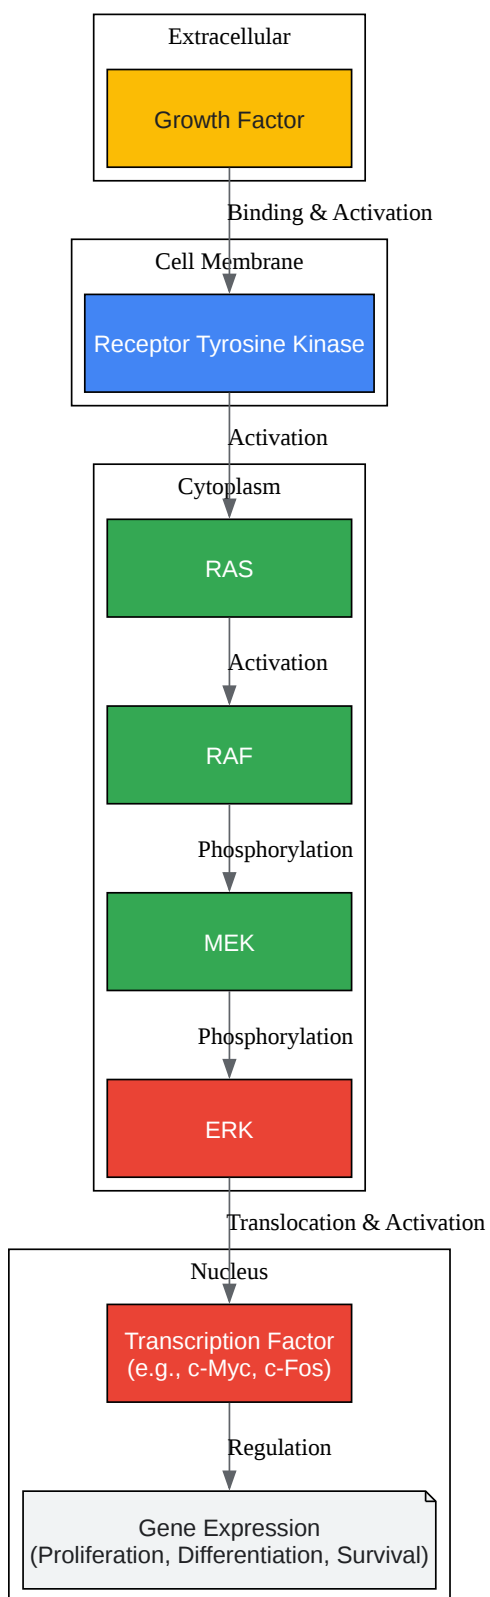 Extracellular
Growth Factor
Binding & Activation
Cell Membrane
Receptor Tyrosine Kinase
Activation
Cytoplasm
RAS
Activation
RAF
Phosphorylation
MEK
Phosphorylation
ERK
Translocation & Activation
Nucleus
Transcription Factor
(e.g., c-Myc, c-Fos)
Regulation
Gene Expression
(Proliferation, Differentiation, Survival)